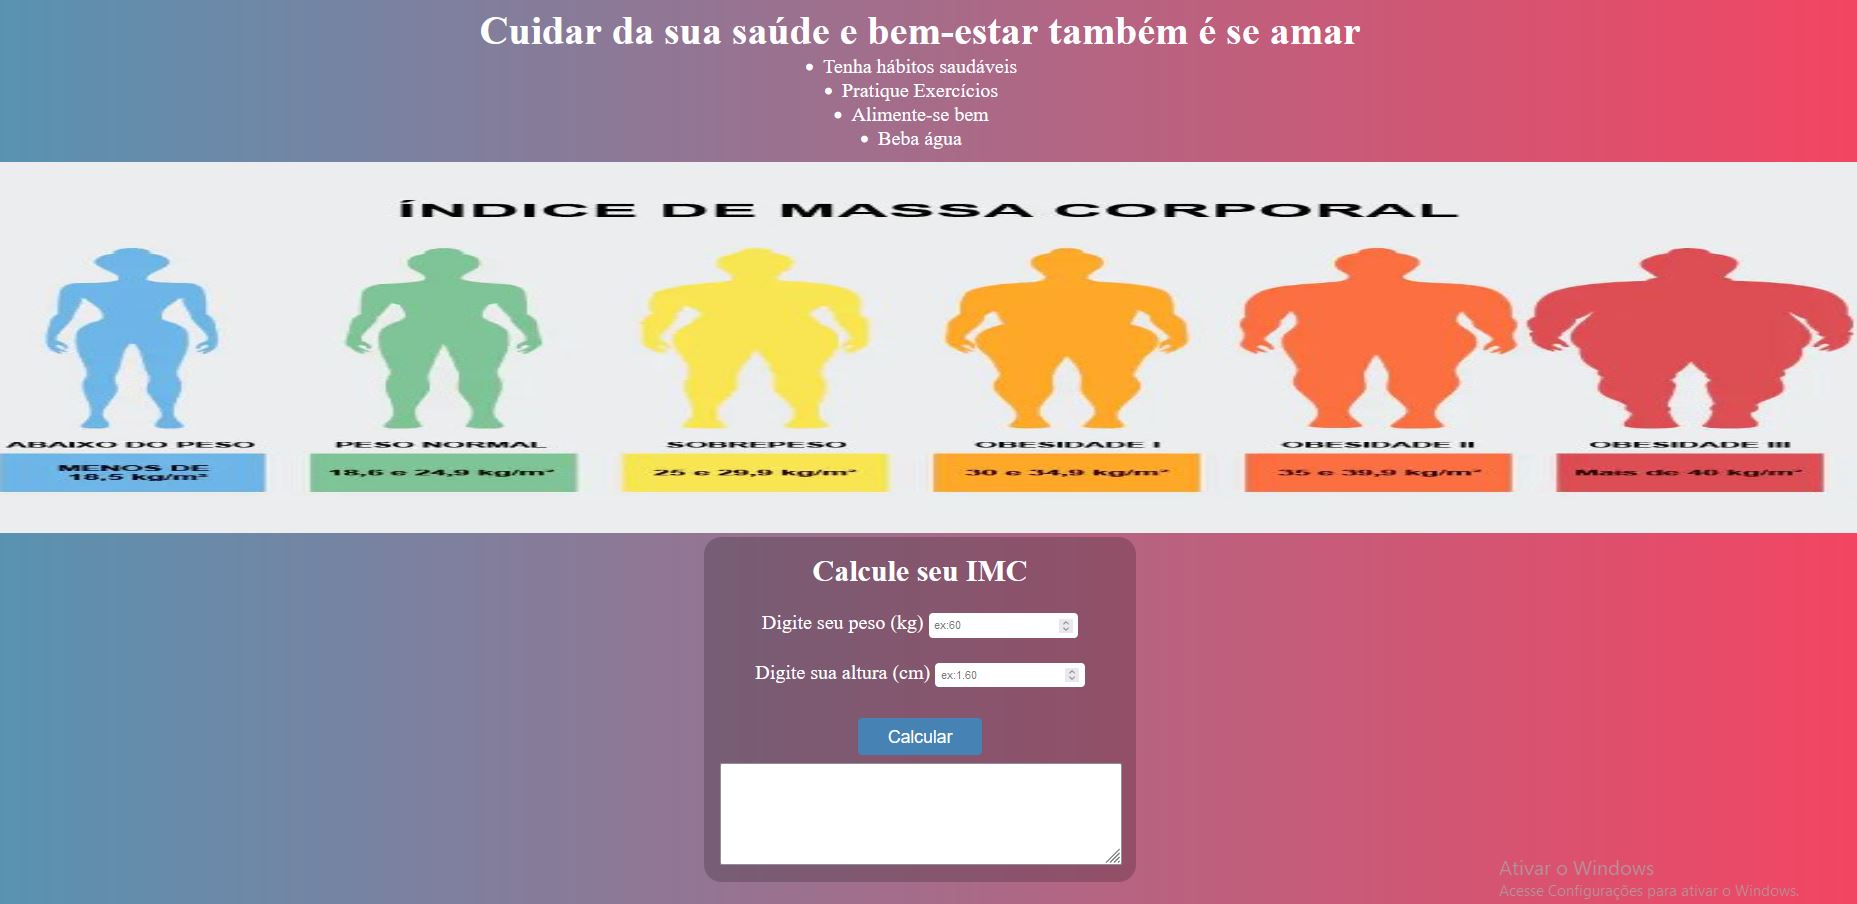 Cuidar da sua saúde e bem-estar também é se amar
• Tenha hábitos saudáveis
• Pratique Exercícios
• Alimente-se bem
• Beba água
ÍNDICE DE MASSA CORPORAL
ABAIXO DO PESO
PESO NORMAL
SOBREPESO
OBESIDADE I
OBESIDADE II
OBESIDADE III
MENOS DE
18,5 kg/m²
18,6 e 24,9 kg/m²
25 e 29,9 kg/m²
30 e 34,9 kg/m²
35 e 39,9 kg/m²
Mais de 40 kg/m²
Calcule seu IMC
Digite seu peso (kg) ex:60
Digite sua altura (cm) ex:1.60
Calcular
Ativar o Windows
Acesse Configurações para ativar o Windows.